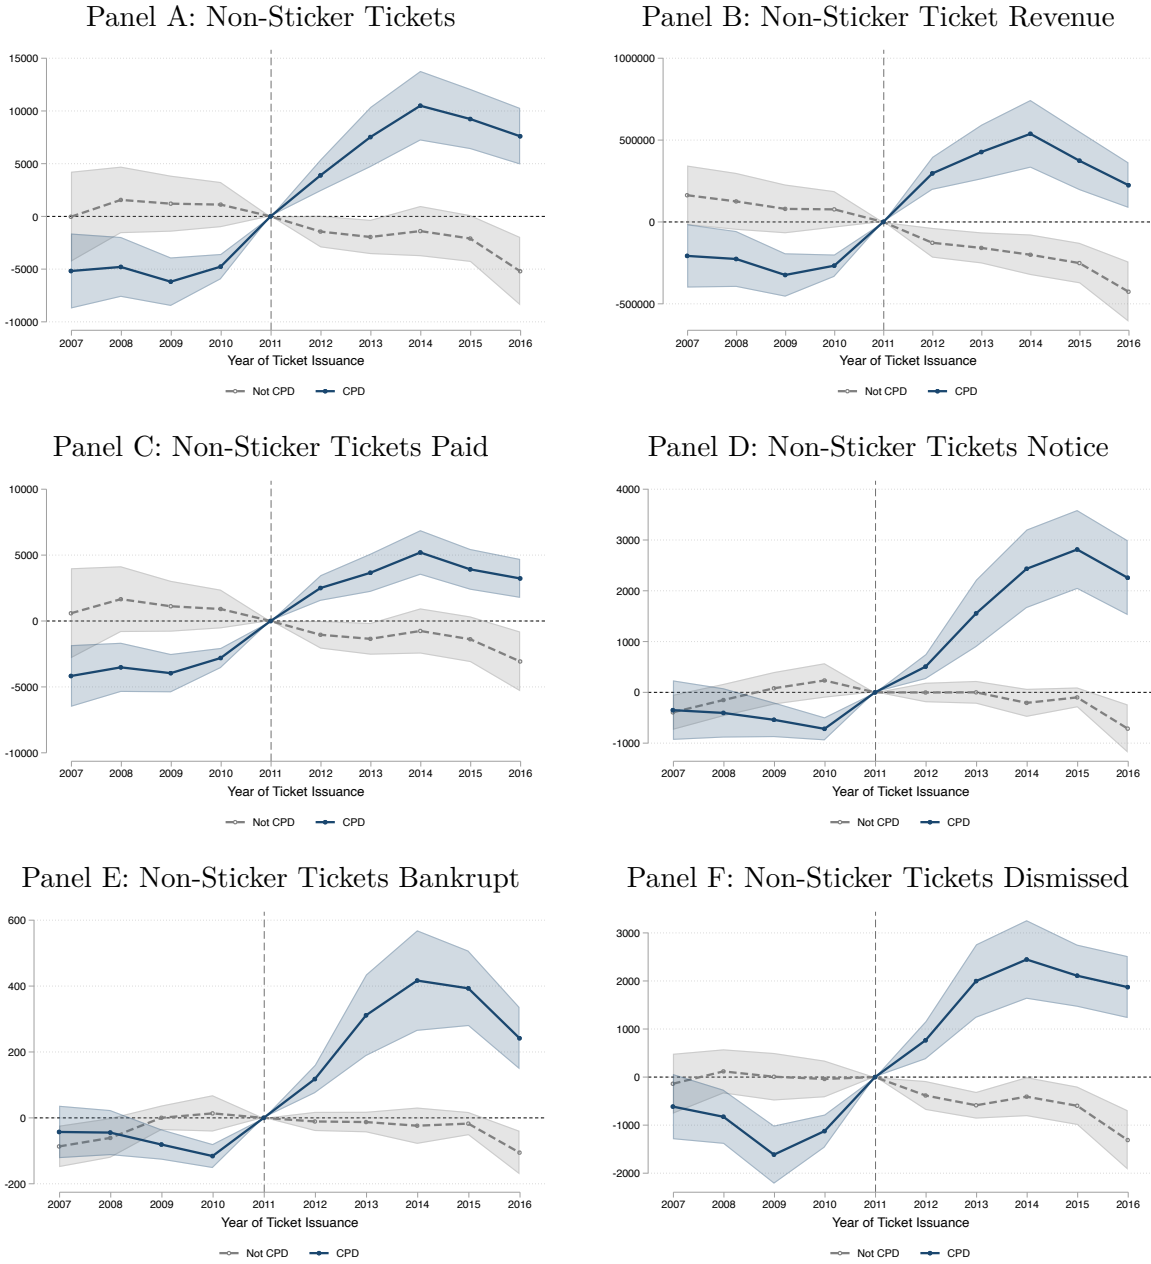 Panel A: Non-Sticker Tickets
15000
10000
5000
0
-5000
-10000
2007 2008 2009 2010 2011 2012 2013 2014 2015 2016
Year of Ticket Issuance
Not CPD CPD
Panel B: Non-Sticker Ticket Revenue
1000000
500000
0
-500000
2007 2008 2009 2010 2011 2012 2013 2014 2015 2016
Year of Ticket Issuance
Not CPD CPD
Panel C: Non-Sticker Tickets Paid
10000
5000
0
-5000
-10000
2007 2008 2009 2010 2011 2012 2013 2014 2015 2016
Year of Ticket Issuance
Not CPD CPD
Panel D: Non-Sticker Tickets Notice
4000
3000
2000
1000
0
-1000
2007 2008 2009 2010 2011 2012 2013 2014 2015 2016
Year of Ticket Issuance
Not CPD CPD
Panel E: Non-Sticker Tickets Bankrupt
600
400
200
0
-200
2007 2008 2009 2010 2011 2012 2013 2014 2015 2016
Year of Ticket Issuance
Not CPD CPD
Panel F: Non-Sticker Tickets Dismissed
3000
2000
1000
0
-1000
-2000
2007 2008 2009 2010 2011 2012 2013 2014 2015 2016
Year of Ticket Issuance
Not CPD CPD